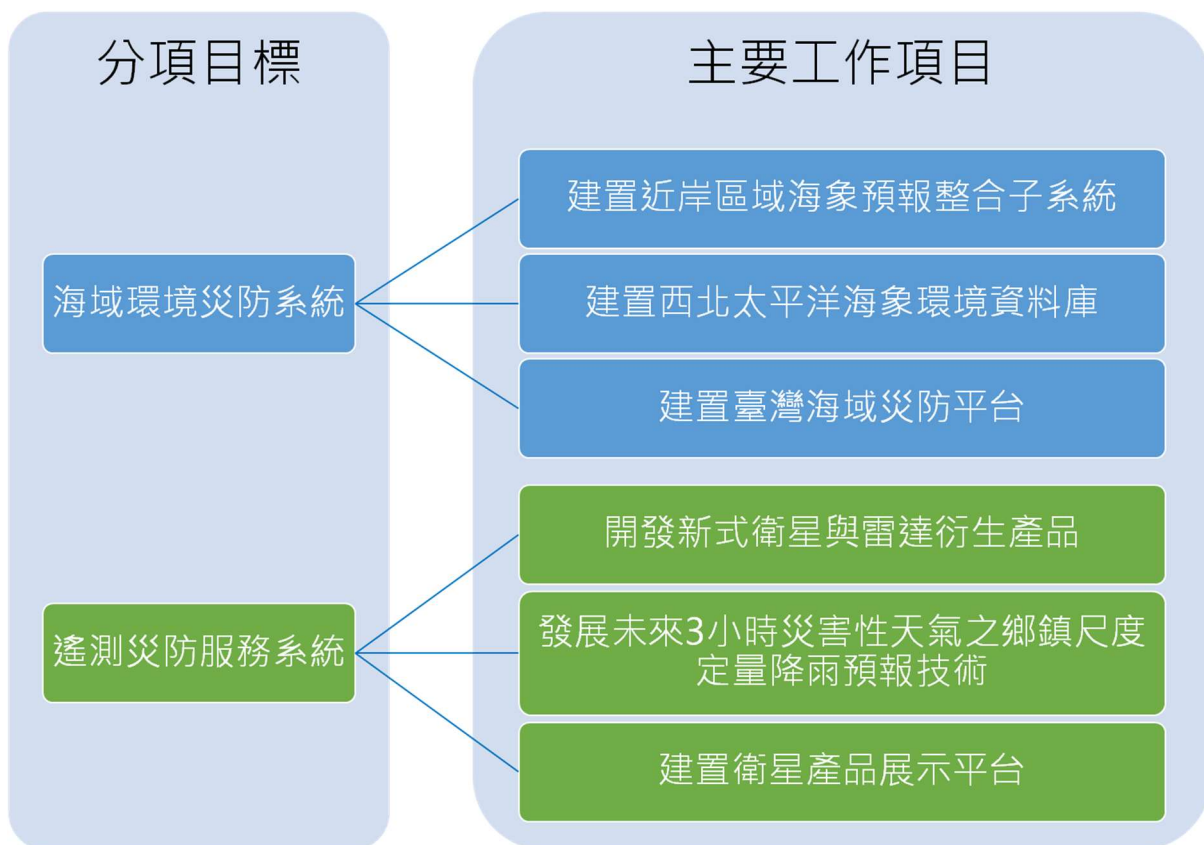 分項目標
主要工作項目
海域環境災防系統
建置近岸區域海象預報整合子系統
建置西北太平洋海象環境資料庫
建置臺灣海域災防平台
遙測災防服務系統
開發新式衛星與雷達衍生產品
發展未來3小時災害性天氣之鄉鎮尺度
定量降雨預報技術
建置衛星產品展示平台